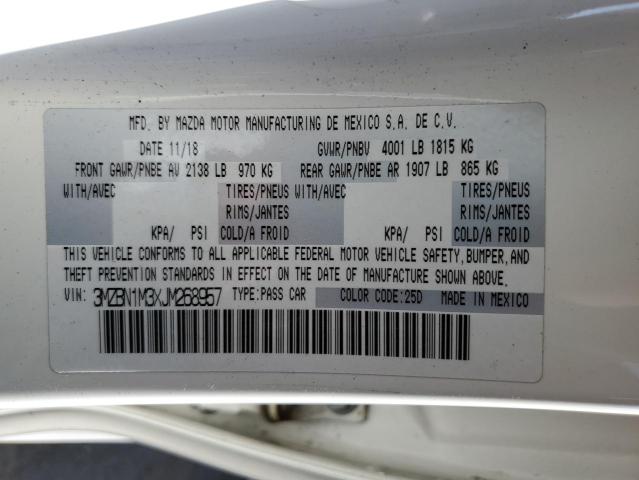 MFD. BY MAZDA MOTOR MANUFACTURING DE MEXICO S.A. DE C.V.
DATE 11/18 GVWR/PNBV 4001 LB 1815 KG
FRONT GAWR/PNBE AV 2138 LB 970 KG REAR GAWR/PNBE AR 1907 LB 865 KG
WITH/AVEC TIRES/PNEUS WITH/AVEC TIRES/PNEUS
RIMS/JANTES RIMS/JANTES
KPA/ PSI COLD/A FROID KPA/ PSI COLD/A FROID
THIS VEHICLE CONFORMS TO ALL APPLICABLE FEDERAL MOTOR VEHICLE SAFETY, BUMPER, AND
THEFT PREVENTION STANDARDS IN EFFECT ON THE DATE OF MANUFACTURE SHOWN ABOVE.
VIN: 3MZBN1M3XJM268957 TYPE:PASS CAR COLOR CODE:25D MADE IN MEXICO